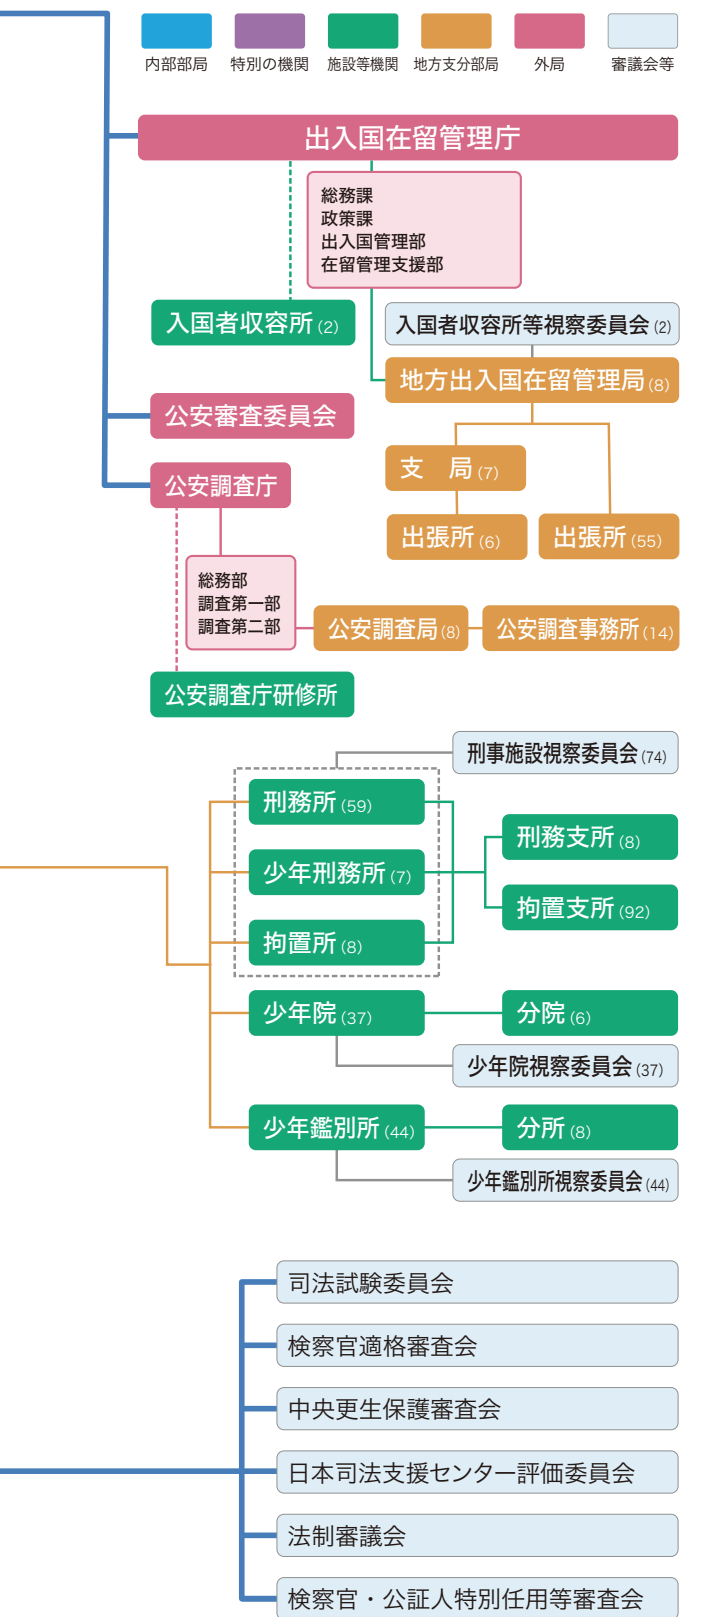 内部部局 特別の機関 施設等機関 地方支分部局 外局 審議会等
出入国在留管理庁
総務課
政策課
出入国管理部
在留管理支援部
入国者収容所(2)
入国者収容所等視察委員会(2)
地方出入国在留管理局(8)
公安審査委員会
支　局(7)
公安調査庁
出張所(6)
出張所(55)
総務部
調査第一部
調査第二部
公安調査局(8)
公安調査事務所(14)
公安調査庁研修所
刑事施設視察委員会(74)
刑務所(59)
刑務支所(8)
少年刑務所(7)
拘置支所(92)
拘置所(8)
少年院(37)
分院(6)
少年院視察委員会(37)
少年鑑別所(44)
分所(8)
少年鑑別所視察委員会(44)
司法試験委員会
検察官適格審査会
中央更生保護審査会
日本司法支援センター評価委員会
法制審議会
検察官・公証人特別任用等審査会